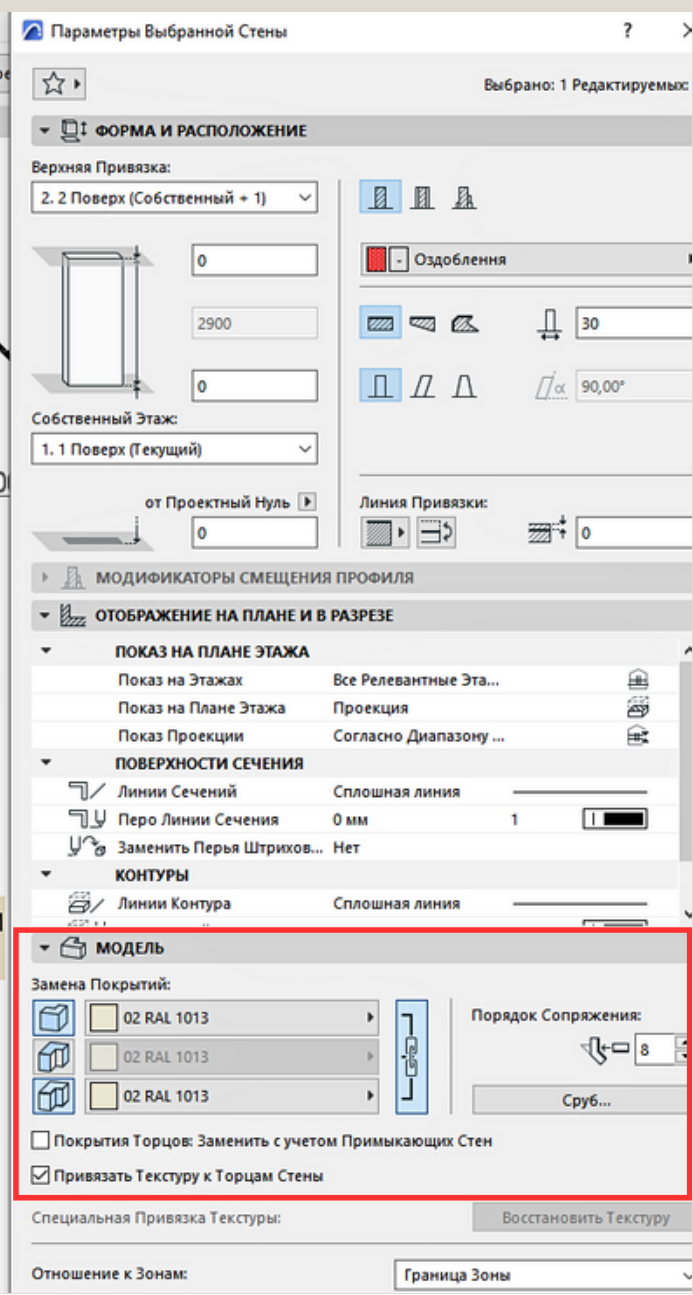 Параметры Выбранной Стены ?
Выбрано: 1 Редактируемых:
ФОРМА И РАСПОЛОЖЕНИЕ
Верхняя Привязка:
2. 2 Поверх (Собственный + 1)
0
- Оздоблення
2900
30
0
α 90,00°
Собственный Этаж:
1. 1 Поверх (Текущий)
от Проектный Нуль
Линия Привязки:
0
0
МОДИФИКАТОРЫ СМЕЩЕНИЯ ПРОФИЛЯ
ОТОБРАЖЕНИЕ НА ПЛАНЕ И В РАЗРЕЗЕ
ПОКАЗ НА ПЛАНЕ ЭТАЖА
Показ на Этажах Все Релевантные Эта...
Показ на Плане Этажа Проекция
Показ Проекции Согласно Диапазону ...
ПОВЕРХНОСТИ СЕЧЕНИЯ
Линии Сечений Сплошная линия
Перо Линии Сечения 0 мм 1
Заменить Перья Штрихов... Нет
КОНТУРЫ
Линии Контура Сплошная линия
МОДЕЛЬ
Замена Покрытий:
02 RAL 1013
Порядок Сопряжения:
02 RAL 1013
8
02 RAL 1013
Сруб...
Покрытия Торцов: Заменить с учетом Примыкающих Стен
Привязать Текстуру к Торцам Стены
Специальная Привязка Текстуры: Восстановить Текстуру
Отношение к Зонам: Граница Зоны